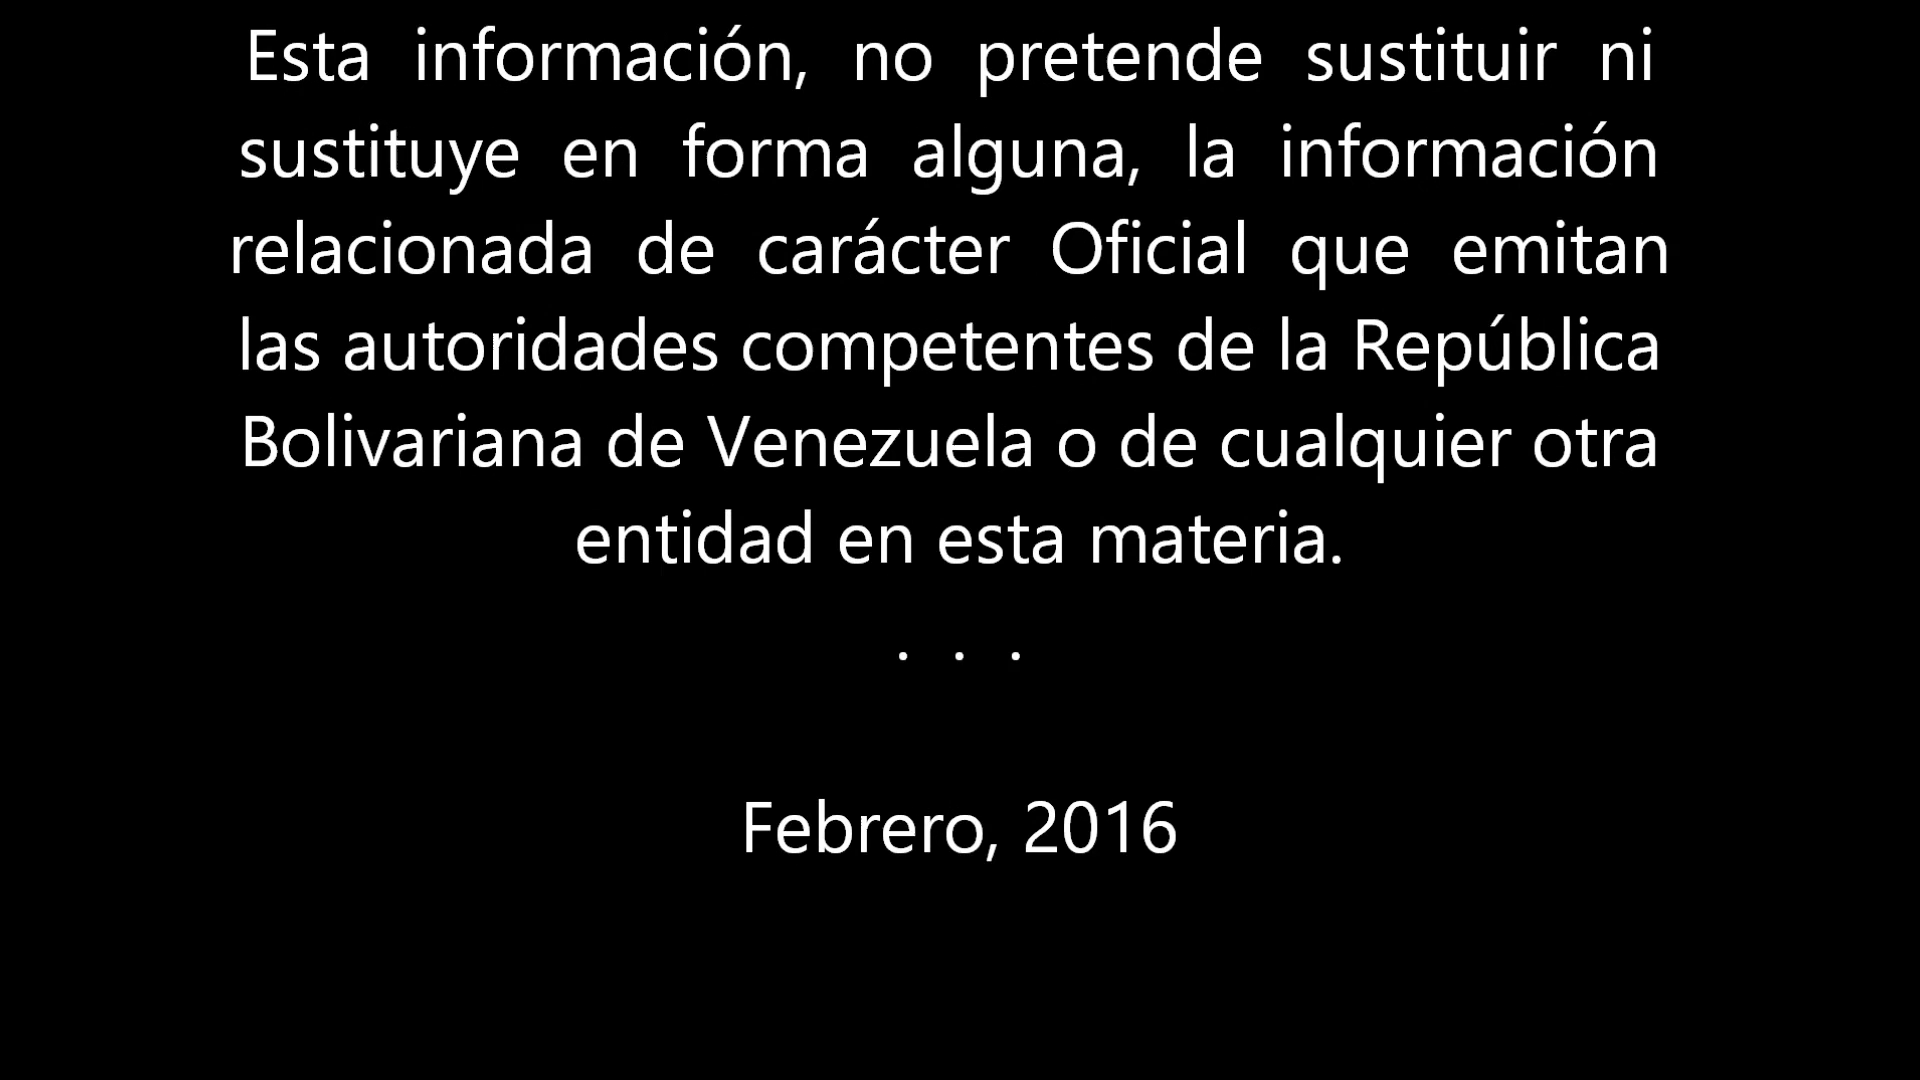 Esta información, no pretende sustituir ni
sustituye en forma alguna, la información
relacionada de carácter Oficial que emitan
las autoridades competentes de la República
Bolivariana de Venezuela o de cualquier otra
entidad en esta materia.
. . .
Febrero, 2016